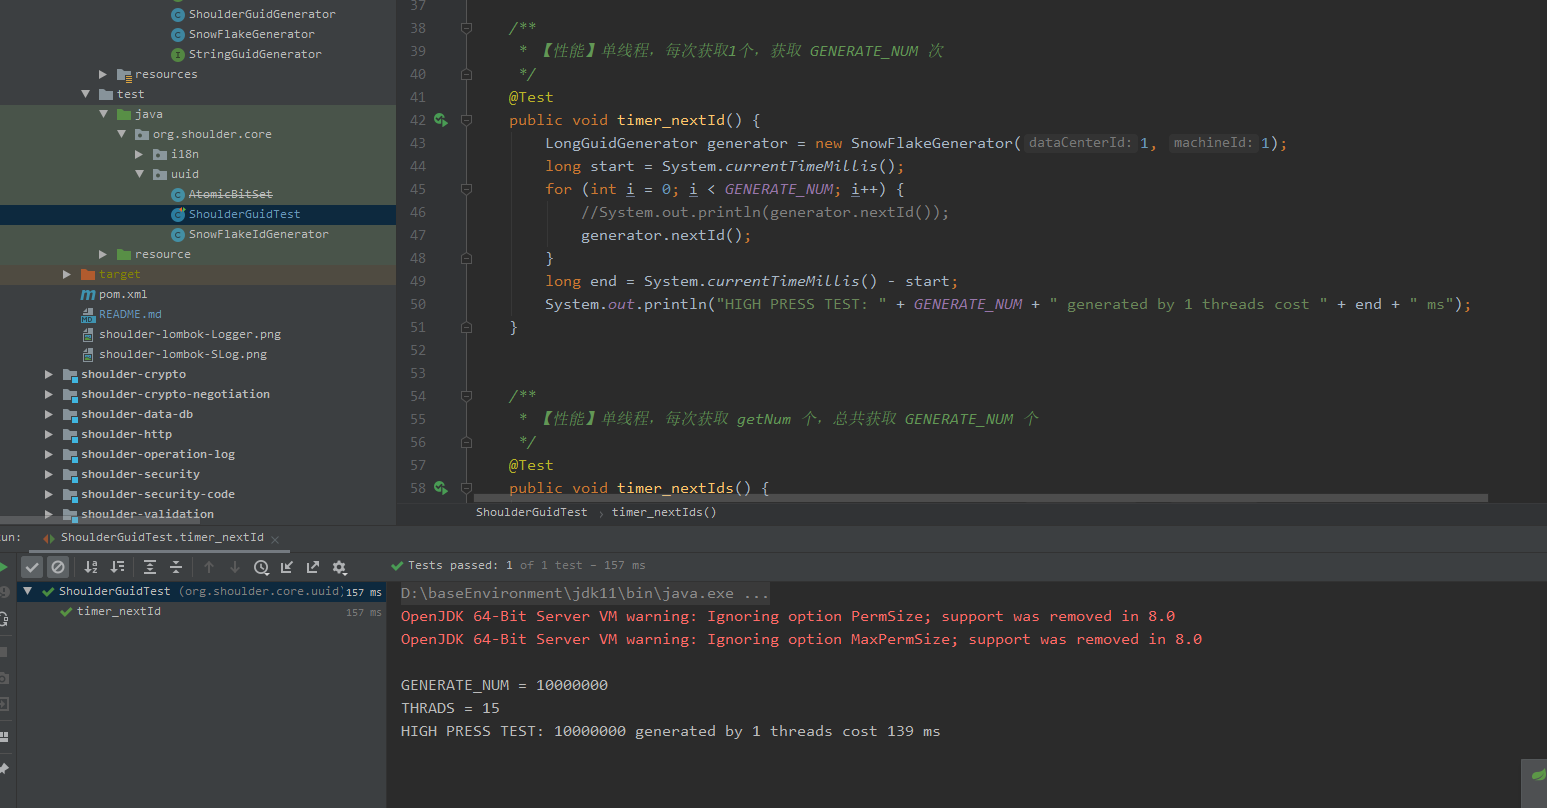 ShoulderGuidGenerator
SnowFlakeGenerator
StringGuidGenerator
resources
test
java
org.shoulder.core
i18n
uuid
AtomicBitSet
ShoulderGuidTest
SnowFlakeIdGenerator
resource
target
pom.xml
README.md
shoulder-lombok-Logger.png
shoulder-lombok-SLog.png
shoulder-crypto
shoulder-crypto-negotiation
shoulder-data-db
shoulder-http
shoulder-operation-log
shoulder-security
shoulder-security-code
shoulder-validation
37
38 /**
39 * 【性能】单线程，每次获取1个，获取 GENERATE_NUM 次
40 */
41 @Test
42 public void timer_nextId() {
43 LongGuidGenerator generator = new SnowFlakeGenerator( dataCenterId: 1, machineId: 1);
44 long start = System.currentTimeMillis();
45 for (int i = 0; i < GENERATE_NUM; i++) {
46 //System.out.println(generator.nextId());
47 generator.nextId();
48 }
49 long end = System.currentTimeMillis() - start;
50 System.out.println("HIGH PRESS TEST: " + GENERATE_NUM + " generated by 1 threads cost " + end + " ms");
51 }
52
53
54 /**
55 * 【性能】单线程，每次获取 getNum 个，总共获取 GENERATE_NUM 个
56 */
57 @Test
58 public void timer_nextIds() {
ShoulderGuidTest › timer_nextIds()
un: ShoulderGuidTest.timer_nextId
Tests passed: 1 of 1 test – 157 ms
ShoulderGuidTest (org.shoulder.core.uuid) 157 ms
timer_nextId 157 ms
D:\baseEnvironment\jdk11\bin\java.exe ...
OpenJDK 64-Bit Server VM warning: Ignoring option PermSize; support was removed in 8.0
OpenJDK 64-Bit Server VM warning: Ignoring option MaxPermSize; support was removed in 8.0
GENERATE_NUM = 10000000
THRADS = 15
HIGH PRESS TEST: 10000000 generated by 1 threads cost 139 ms